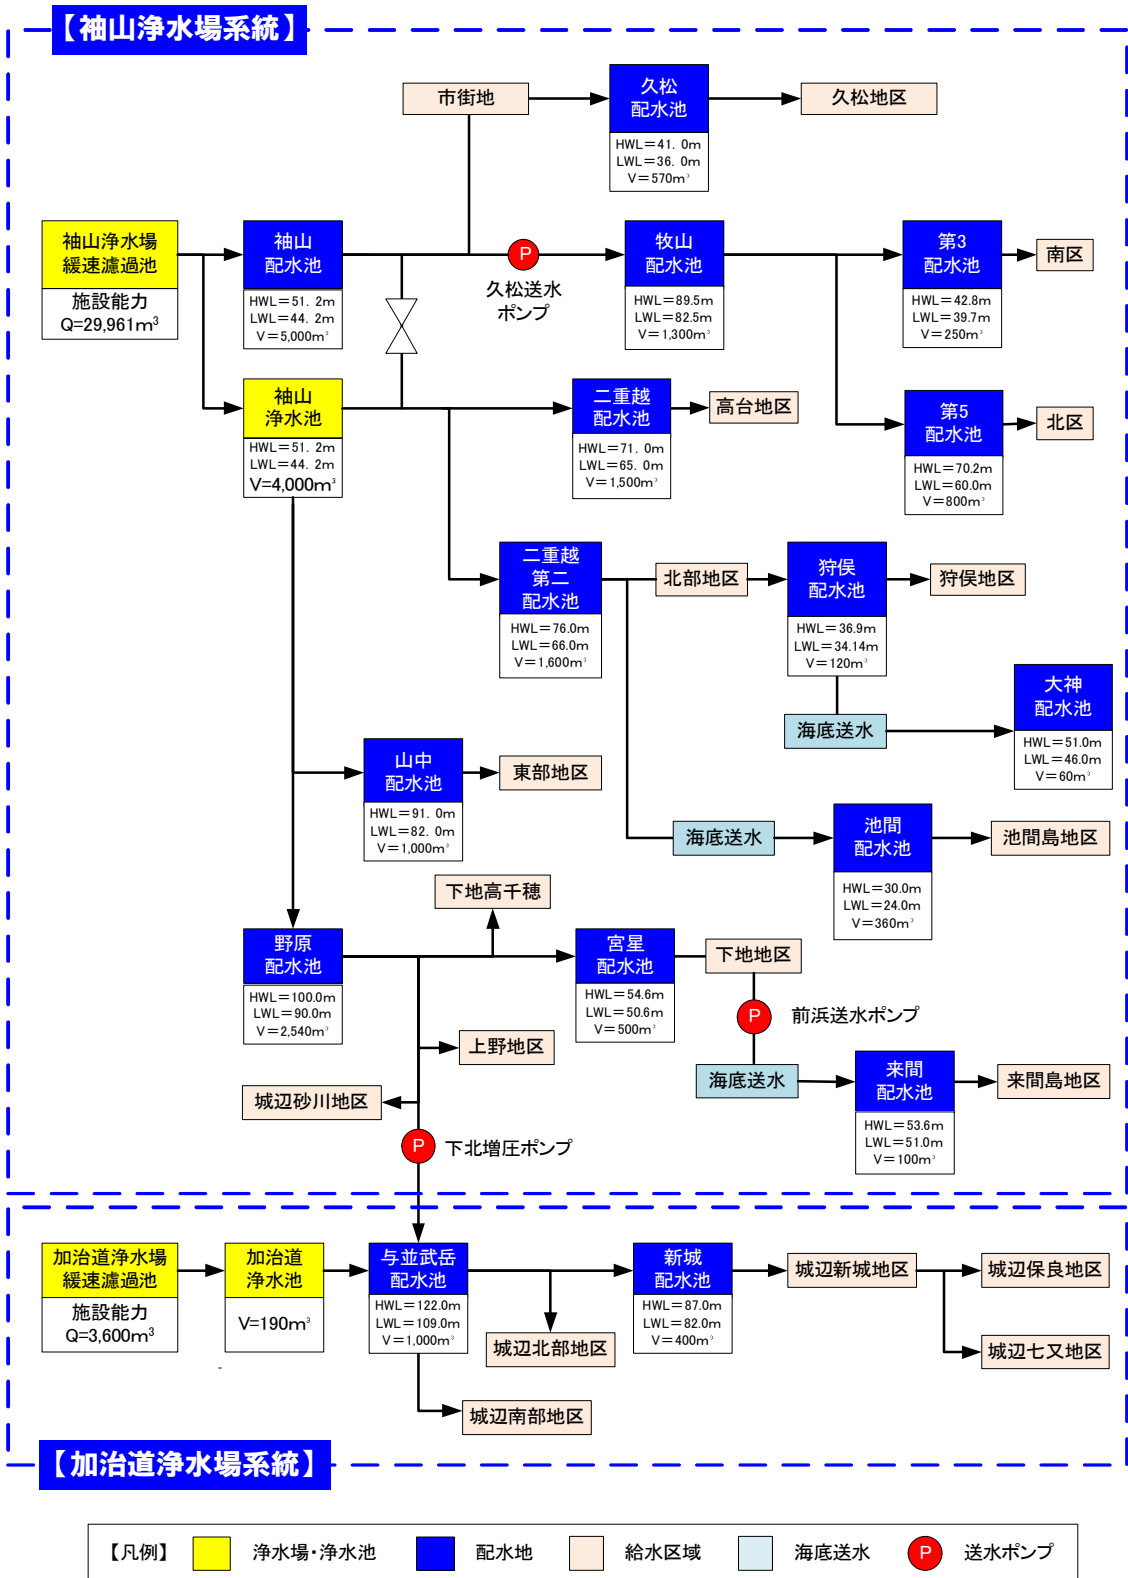 【袖山浄水場系統】
市街地
久松
配水池
HWL＝41. 0m
LWL＝36. 0m
V＝570m³
久松地区
袖山浄水場
緩速濾過池
施設能力
Q=29,961m³
袖山
配水池
HWL＝51. 2m
LWL＝44. 2m
V＝5,000m³
P
久松送水
ポンプ
牧山
配水池
HWL＝89.5m
LWL＝82.5m
V＝1,300m³
第3
配水池
HWL＝42.8m
LWL＝39.7m
V＝250m³
南区
袖山
浄水池
HWL＝51. 2m
LWL＝44. 2m
V=4,000m³
二重越
配水池
HWL＝71. 0m
LWL＝65. 0m
V＝1,500m³
高台地区
第5
配水池
HWL＝70.2m
LWL＝60.0m
V＝800m³
北区
二重越
第二
配水池
HWL＝76.0m
LWL＝66.0m
V＝1,600m³
北部地区
狩俣
配水池
HWL＝36.9m
LWL＝34.14m
V＝120m³
狩俣地区
海底送水
大神
配水池
HWL＝51.0m
LWL＝46.0m
V＝60m³
山中
配水池
HWL＝91. 0m
LWL＝82. 0m
V＝1,000m³
東部地区
海底送水
池間
配水池
HWL＝30.0m
LWL＝24.0m
V＝360m³
池間島地区
下地高千穂
野原
配水池
HWL＝100.0m
LWL＝90.0m
V＝2,540m³
宮星
配水池
HWL＝54.6m
LWL＝50.6m
V＝500m³
下地地区
P
前浜送水ポンプ
上野地区
海底送水
来間
配水池
HWL＝53.6m
LWL＝51.0m
V＝100m³
来間島地区
城辺砂川地区
P
下北増圧ポンプ
加治道浄水場
緩速濾過池
施設能力
Q=3,600m³
加治道
浄水池
V=190m³
与並武岳
配水池
HWL＝122.0m
LWL＝109.0m
V＝1,000m³
新城
配水池
HWL＝87.0m
LWL＝82.0m
V＝400m³
城辺新城地区
城辺保良地区
城辺北部地区
城辺七又地区
城辺南部地区
【加治道浄水場系統】
【凡例】 浄水場・浄水池 配水地 給水区域 海底送水 P 送水ポンプ